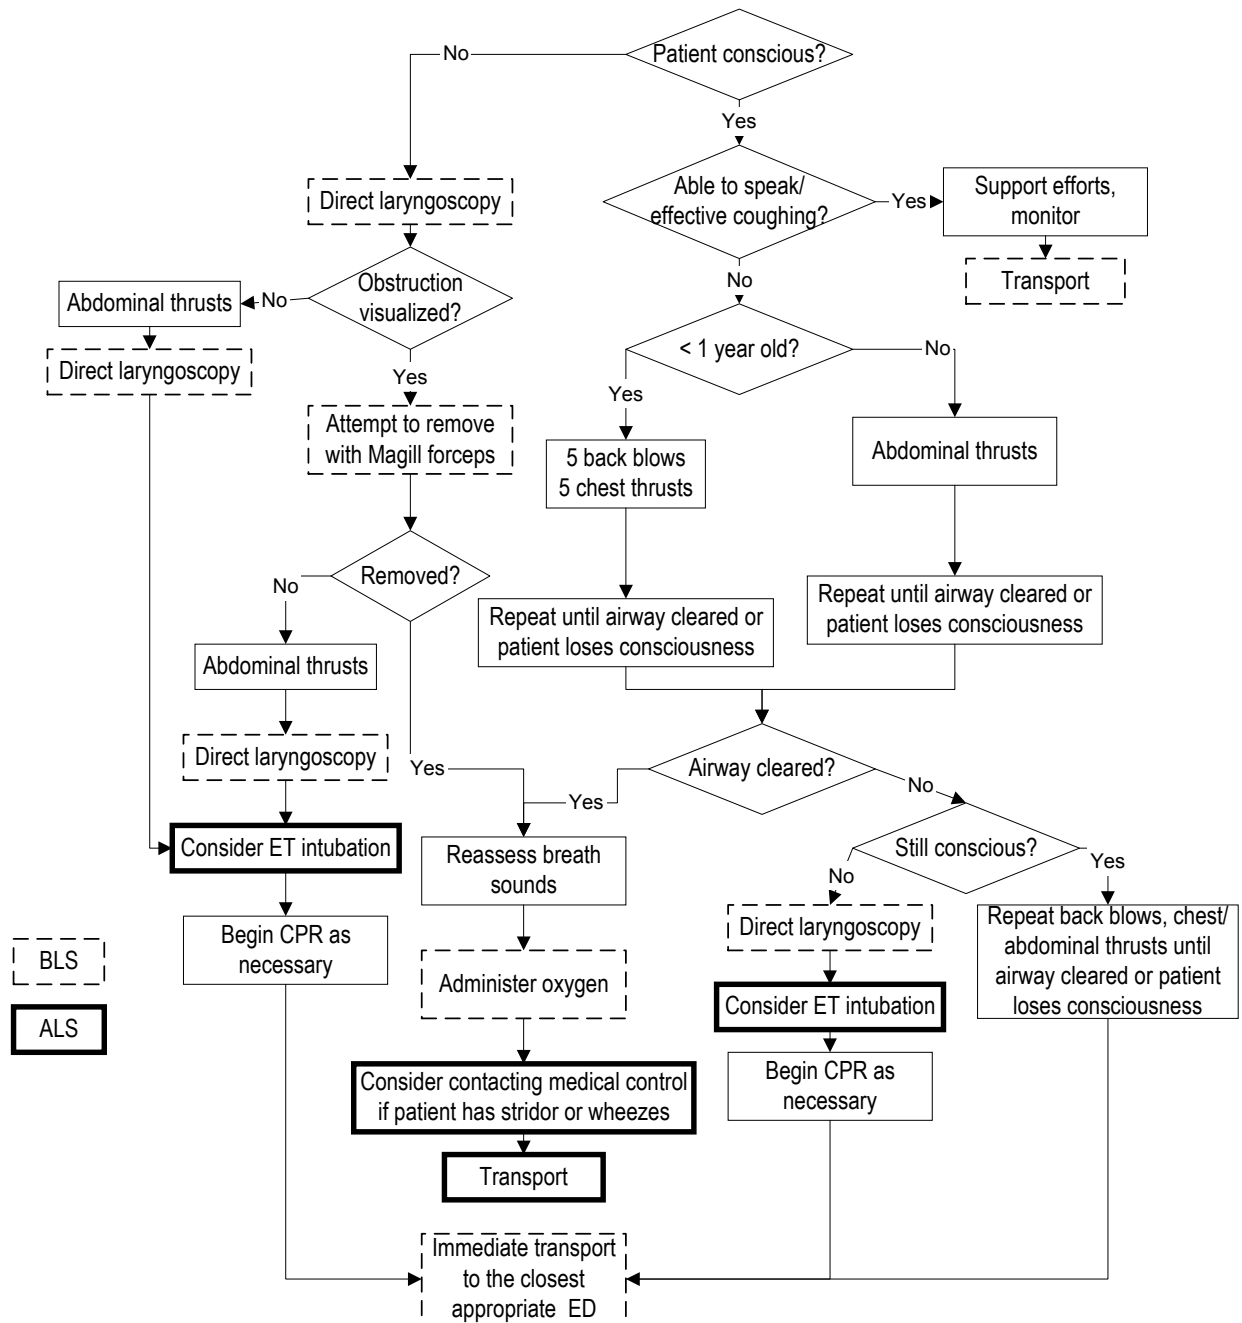 Patient conscious?
No
Yes
Direct laryngoscopy
Able to speak/
effective coughing?
Yes
Support efforts,
monitor
Transport
No
Obstruction
visualized?
No
Abdominal thrusts
Direct laryngoscopy
Yes
< 1 year old?
Yes
No
Attempt to remove
with Magill forceps
5 back blows
5 chest thrusts
Abdominal thrusts
Removed?
No
Yes
Repeat until airway cleared or
patient loses consciousness
Repeat until airway cleared or
patient loses consciousness
Abdominal thrusts
Direct laryngoscopy
Airway cleared?
Yes
No
Consider ET intubation
Begin CPR as
necessary
Reassess breath
sounds
Administer oxygen
Consider contacting medical control
if patient has stridor or wheezes
Transport
Still conscious?
No
Yes
Direct laryngoscopy
Consider ET intubation
Begin CPR as
necessary
Repeat back blows, chest/
abdominal thrusts until
airway cleared or patient
loses consciousness
BLS
ALS
Immediate transport
to the closest
appropriate ED